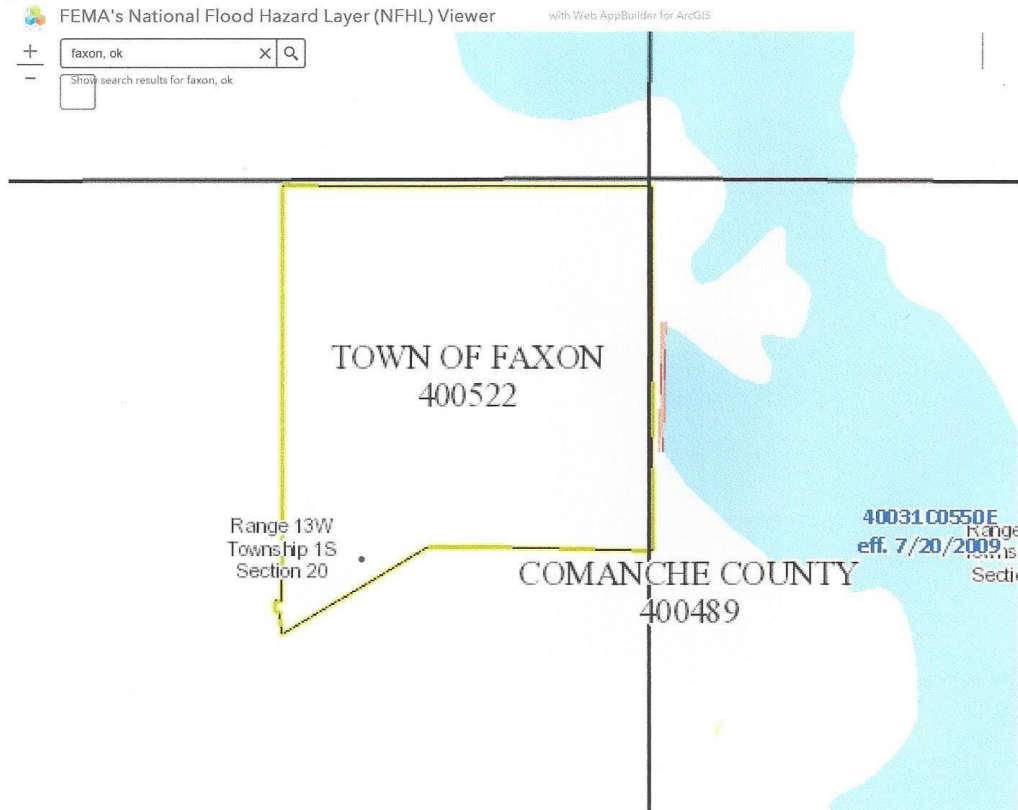 FEMA's National Flood Hazard Layer (NFHL) Viewer
with Web AppBuilder for ArcGIS
+
faxon, ok
−
Show search results for faxon, ok
TOWN OF FAXON
400522
Range 13W
Township 1S
Section 20
40031C0550E
eff. 7/20/2009
Range
COMANCHE COUNTY
400489